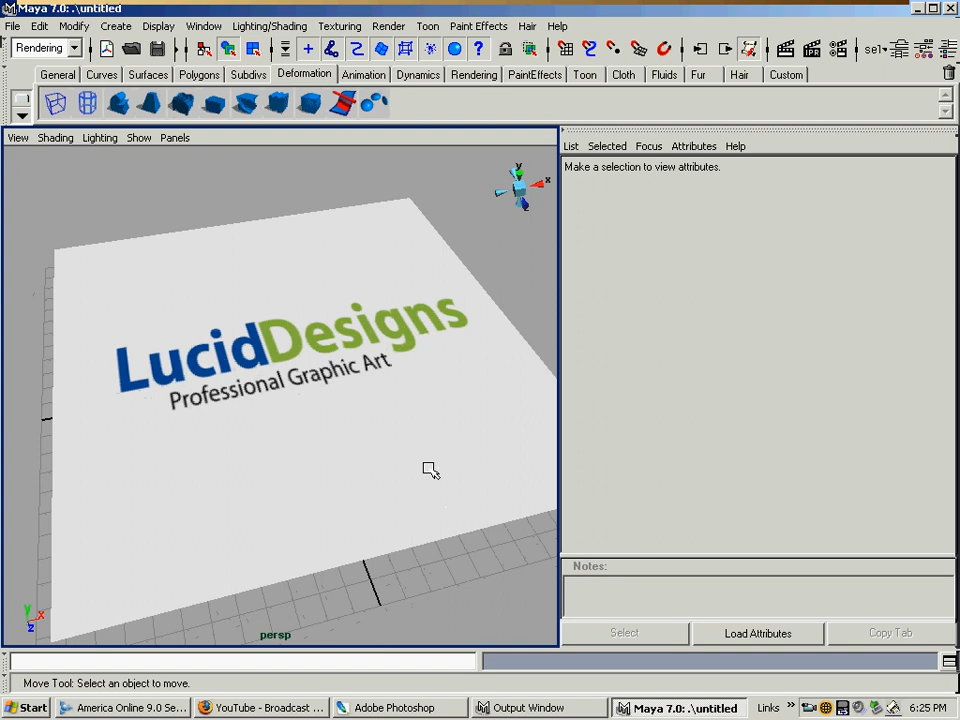 Maya 7.0: .\untitled
File Edit Modify Create Display Window Lighting/Shading Texturing Render Toon Paint Effects Hair Help
Rendering
sel
General Curves Surfaces Polygons Subdivs Deformation Animation Dynamics Rendering PaintEffects Toon Cloth Fluids Fur Hair Custom
View Shading Lighting Show Panels
List Selected Focus Attributes Help
Make a selection to view attributes.
y
x
LucidDesigns
Professional Graphic Art
Notes:
y
x
z
persp
Select Load Attributes Copy Tab
Move Tool: Select an object to move.
Start America Online 9.0 Se... YouTube - Broadcast ... Adobe Photoshop Output Window Maya 7.0: .\untitled Links » 6:25 PM